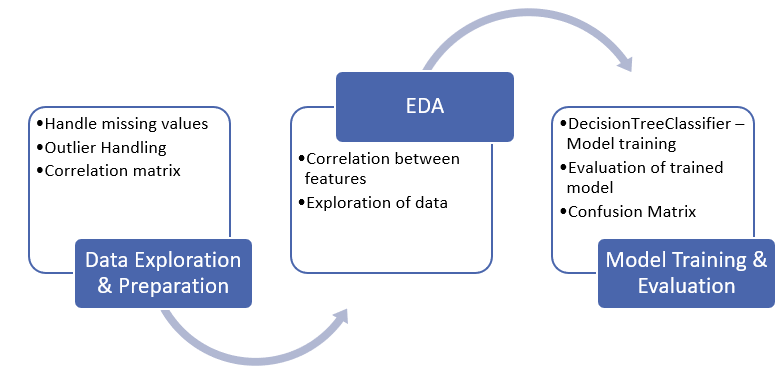 •Handle missing values
•Outlier Handling
•Correlation matrix
Data Exploration
& Preparation
EDA
•Correlation between
features
•Exploration of data
•DecisionTreeClassifier –
Model training
•Evaluation of trained
model
•Confusion Matrix
Model Training &
Evaluation